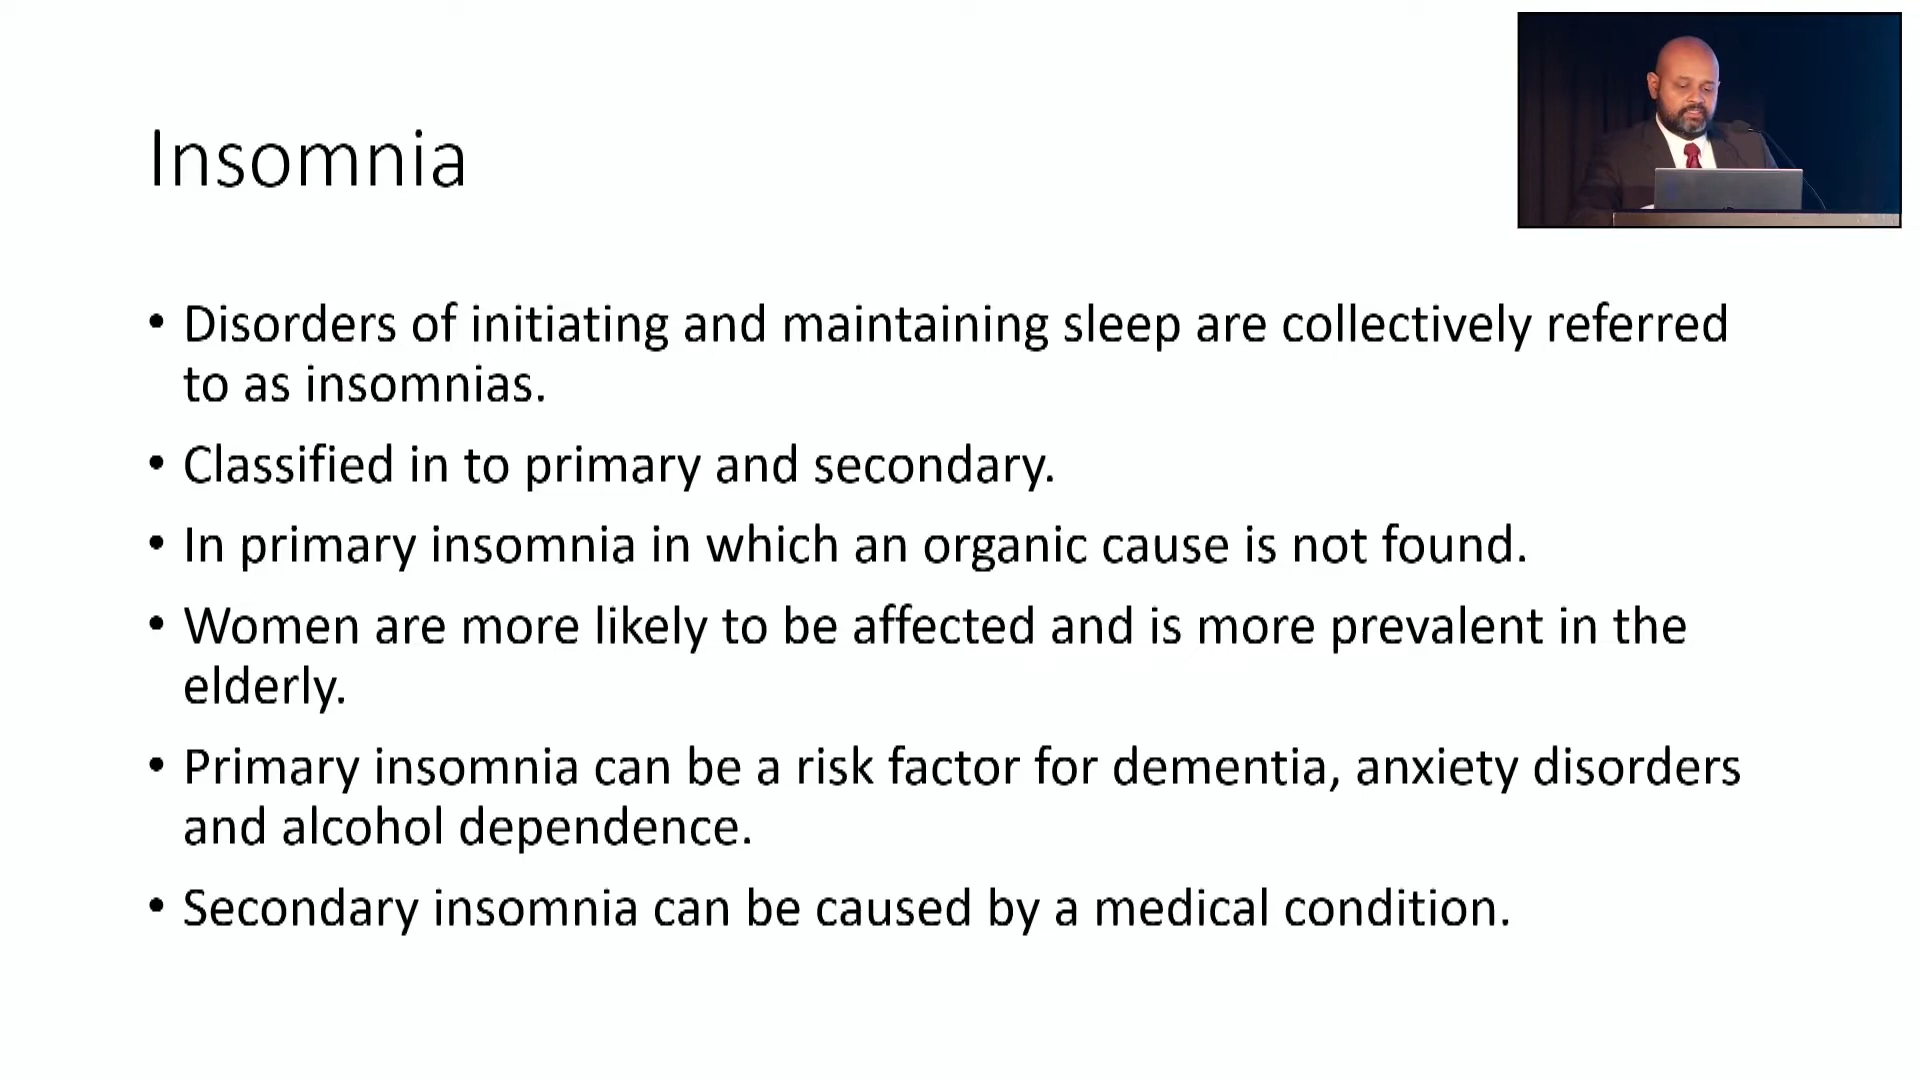 Insomnia
• Disorders of initiating and maintaining sleep are collectively referred
to as insomnias.
• Classified in to primary and secondary.
• In primary insomnia in which an organic cause is not found.
• Women are more likely to be affected and is more prevalent in the
elderly.
• Primary insomnia can be a risk factor for dementia, anxiety disorders
and alcohol dependence.
• Secondary insomnia can be caused by a medical condition.